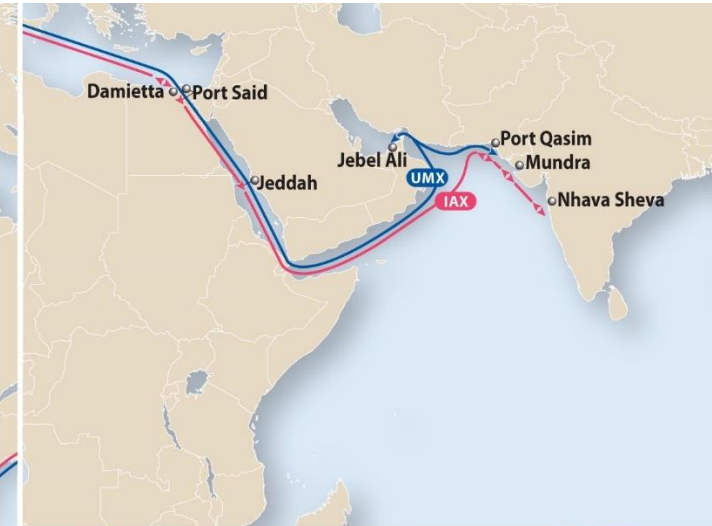 Damietta
Port Said
Jeddah
Jebel Ali
Port Qasim
Mundra
Nhava Sheva
UMX
IAX